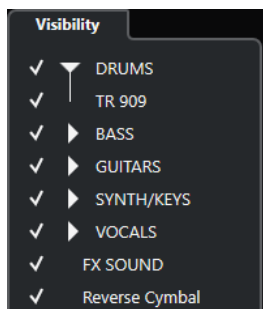 Visibility
DRUMS
TR 909
BASS
GUITARS
SYNTH/KEYS
VOCALS
FX SOUND
Reverse Cymbal